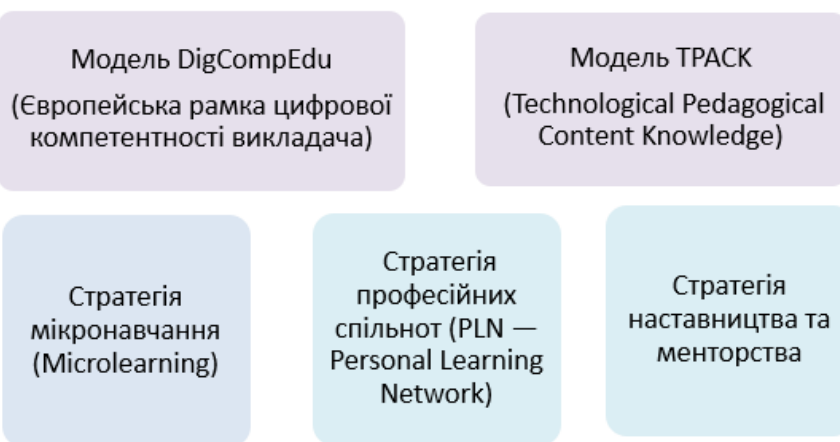 Модель DigCompEdu
(Європейська рамка цифрової
компетентності викладача)
Модель TPACK
(Technological Pedagogical
Content Knowledge)
Стратегія
мікронавчання
(Microlearning)
Стратегія
професійних
спільнот (PLN —
Personal Learning
Network)
Стратегія
наставництва та
менторства